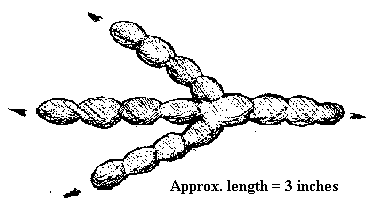 Approx. length = 3 inches